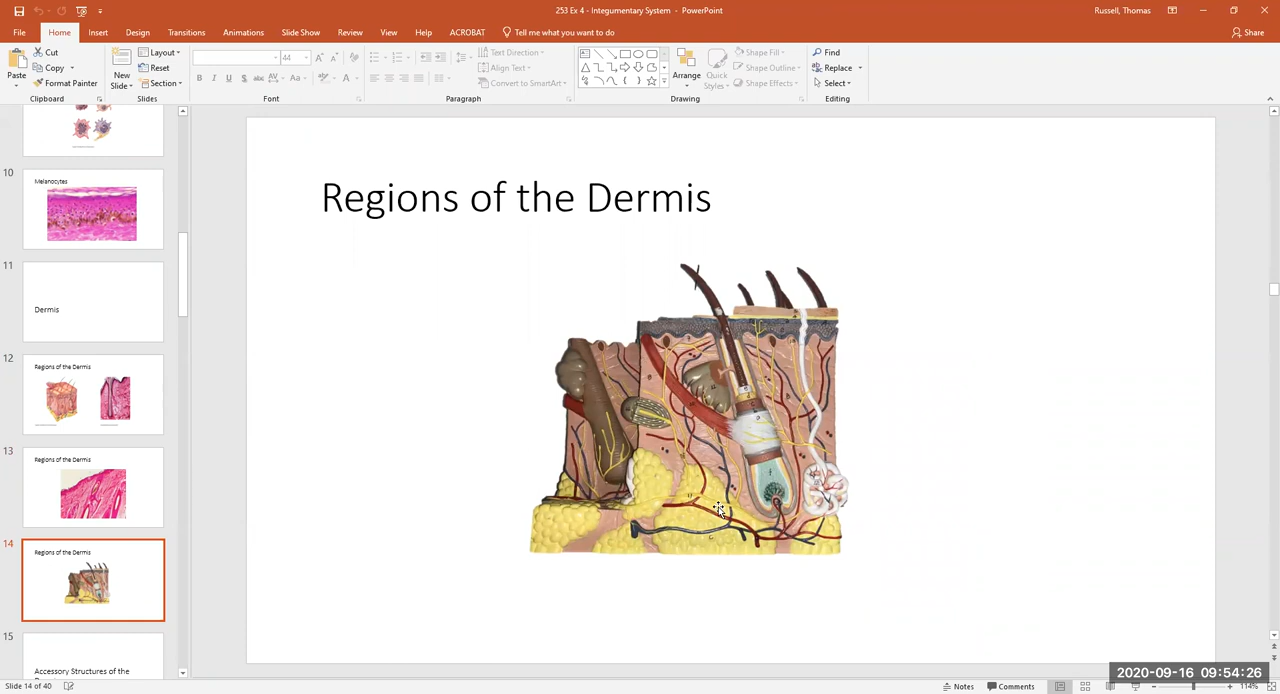 253 Ex 4 - Integumentary System - PowerPoint
Russell, Thomas
File Home Insert Design Transitions Animations Slide Show Review View Help ACROBAT Tell me what you want to do Share
Paste
Cut
Copy
Format Painter
Clipboard
New Slide
Layout
Reset
Section
Slides
44
B I U S abc AV Aa A
Font
Text Direction
Align Text
Convert to SmartArt
Paragraph
Arrange
Quick Styles
Shape Fill
Shape Outline
Shape Effects
Drawing
Find
Replace
Select
Editing
10
Melanocytes
11
Dermis
12
Regions of the Dermis
13
Regions of the Dermis
14
Regions of the Dermis
15
Accessory Structures of the
Regions of the Dermis
2020-09-16 09:54:26
Slide 14 of 40
Notes
Comments
114%